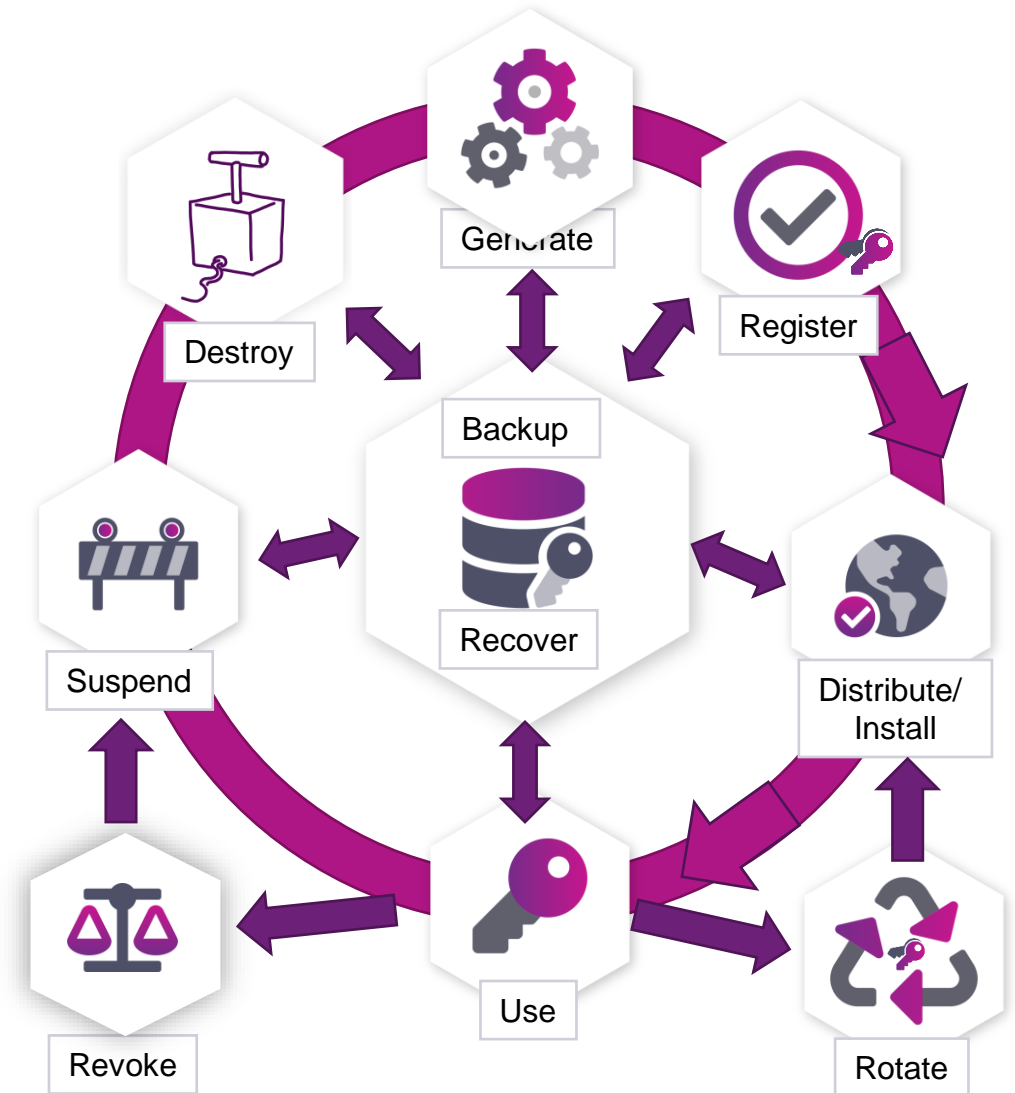 Generate
Register
Destroy
Backup
Recover
Suspend
Distribute/
Install
Use
Revoke
Rotate